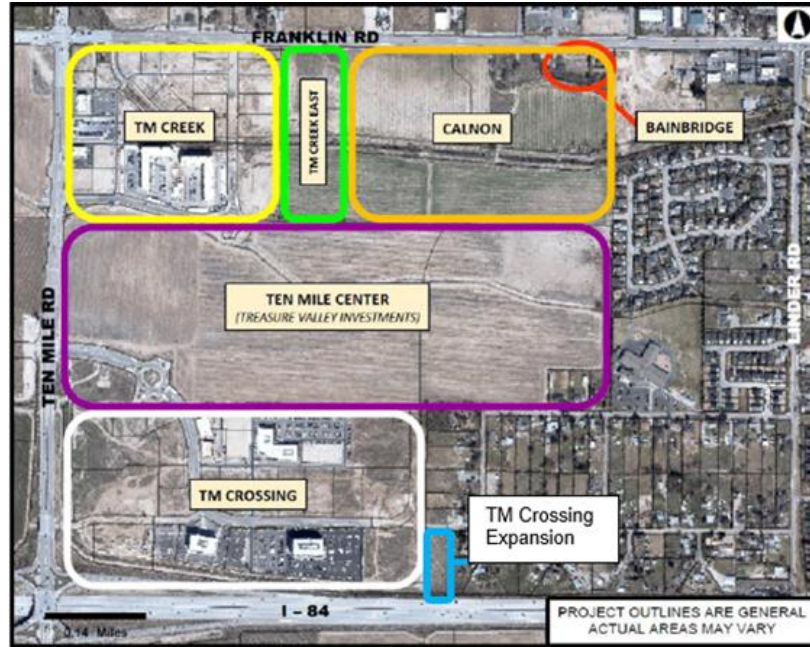 FRANKLIN RD
TM CREEK
TM CREEK EAST
CALNON
BAINBRIDGE
TEN MILE CENTER
(TREASURE VALLEY INVESTMENTS)
TEN MILE RD
LINDER RD
TM CROSSING
TM Crossing
Expansion
I - 84
0.14 Miles
PROJECT OUTLINES ARE GENERAL
ACTUAL AREAS MAY VARY